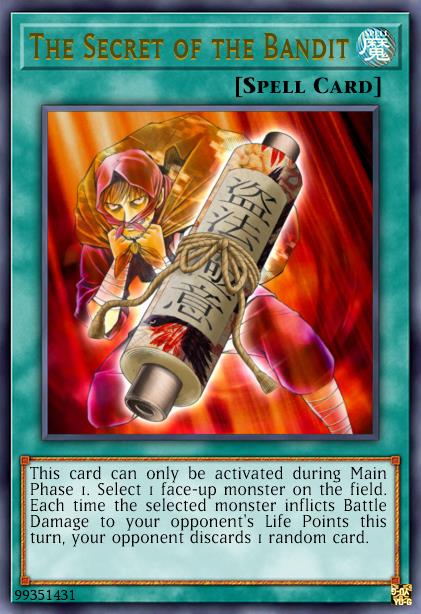 The Secret of the Bandit
魔
[Spell Card]
盗法
意
This card can only be activated during Main
Phase 1. Select 1 face-up monster on the field.
Each time the selected monster inflicts Battle
Damage to your opponent's Life Points this
turn, your opponent discards 1 random card.
99351431